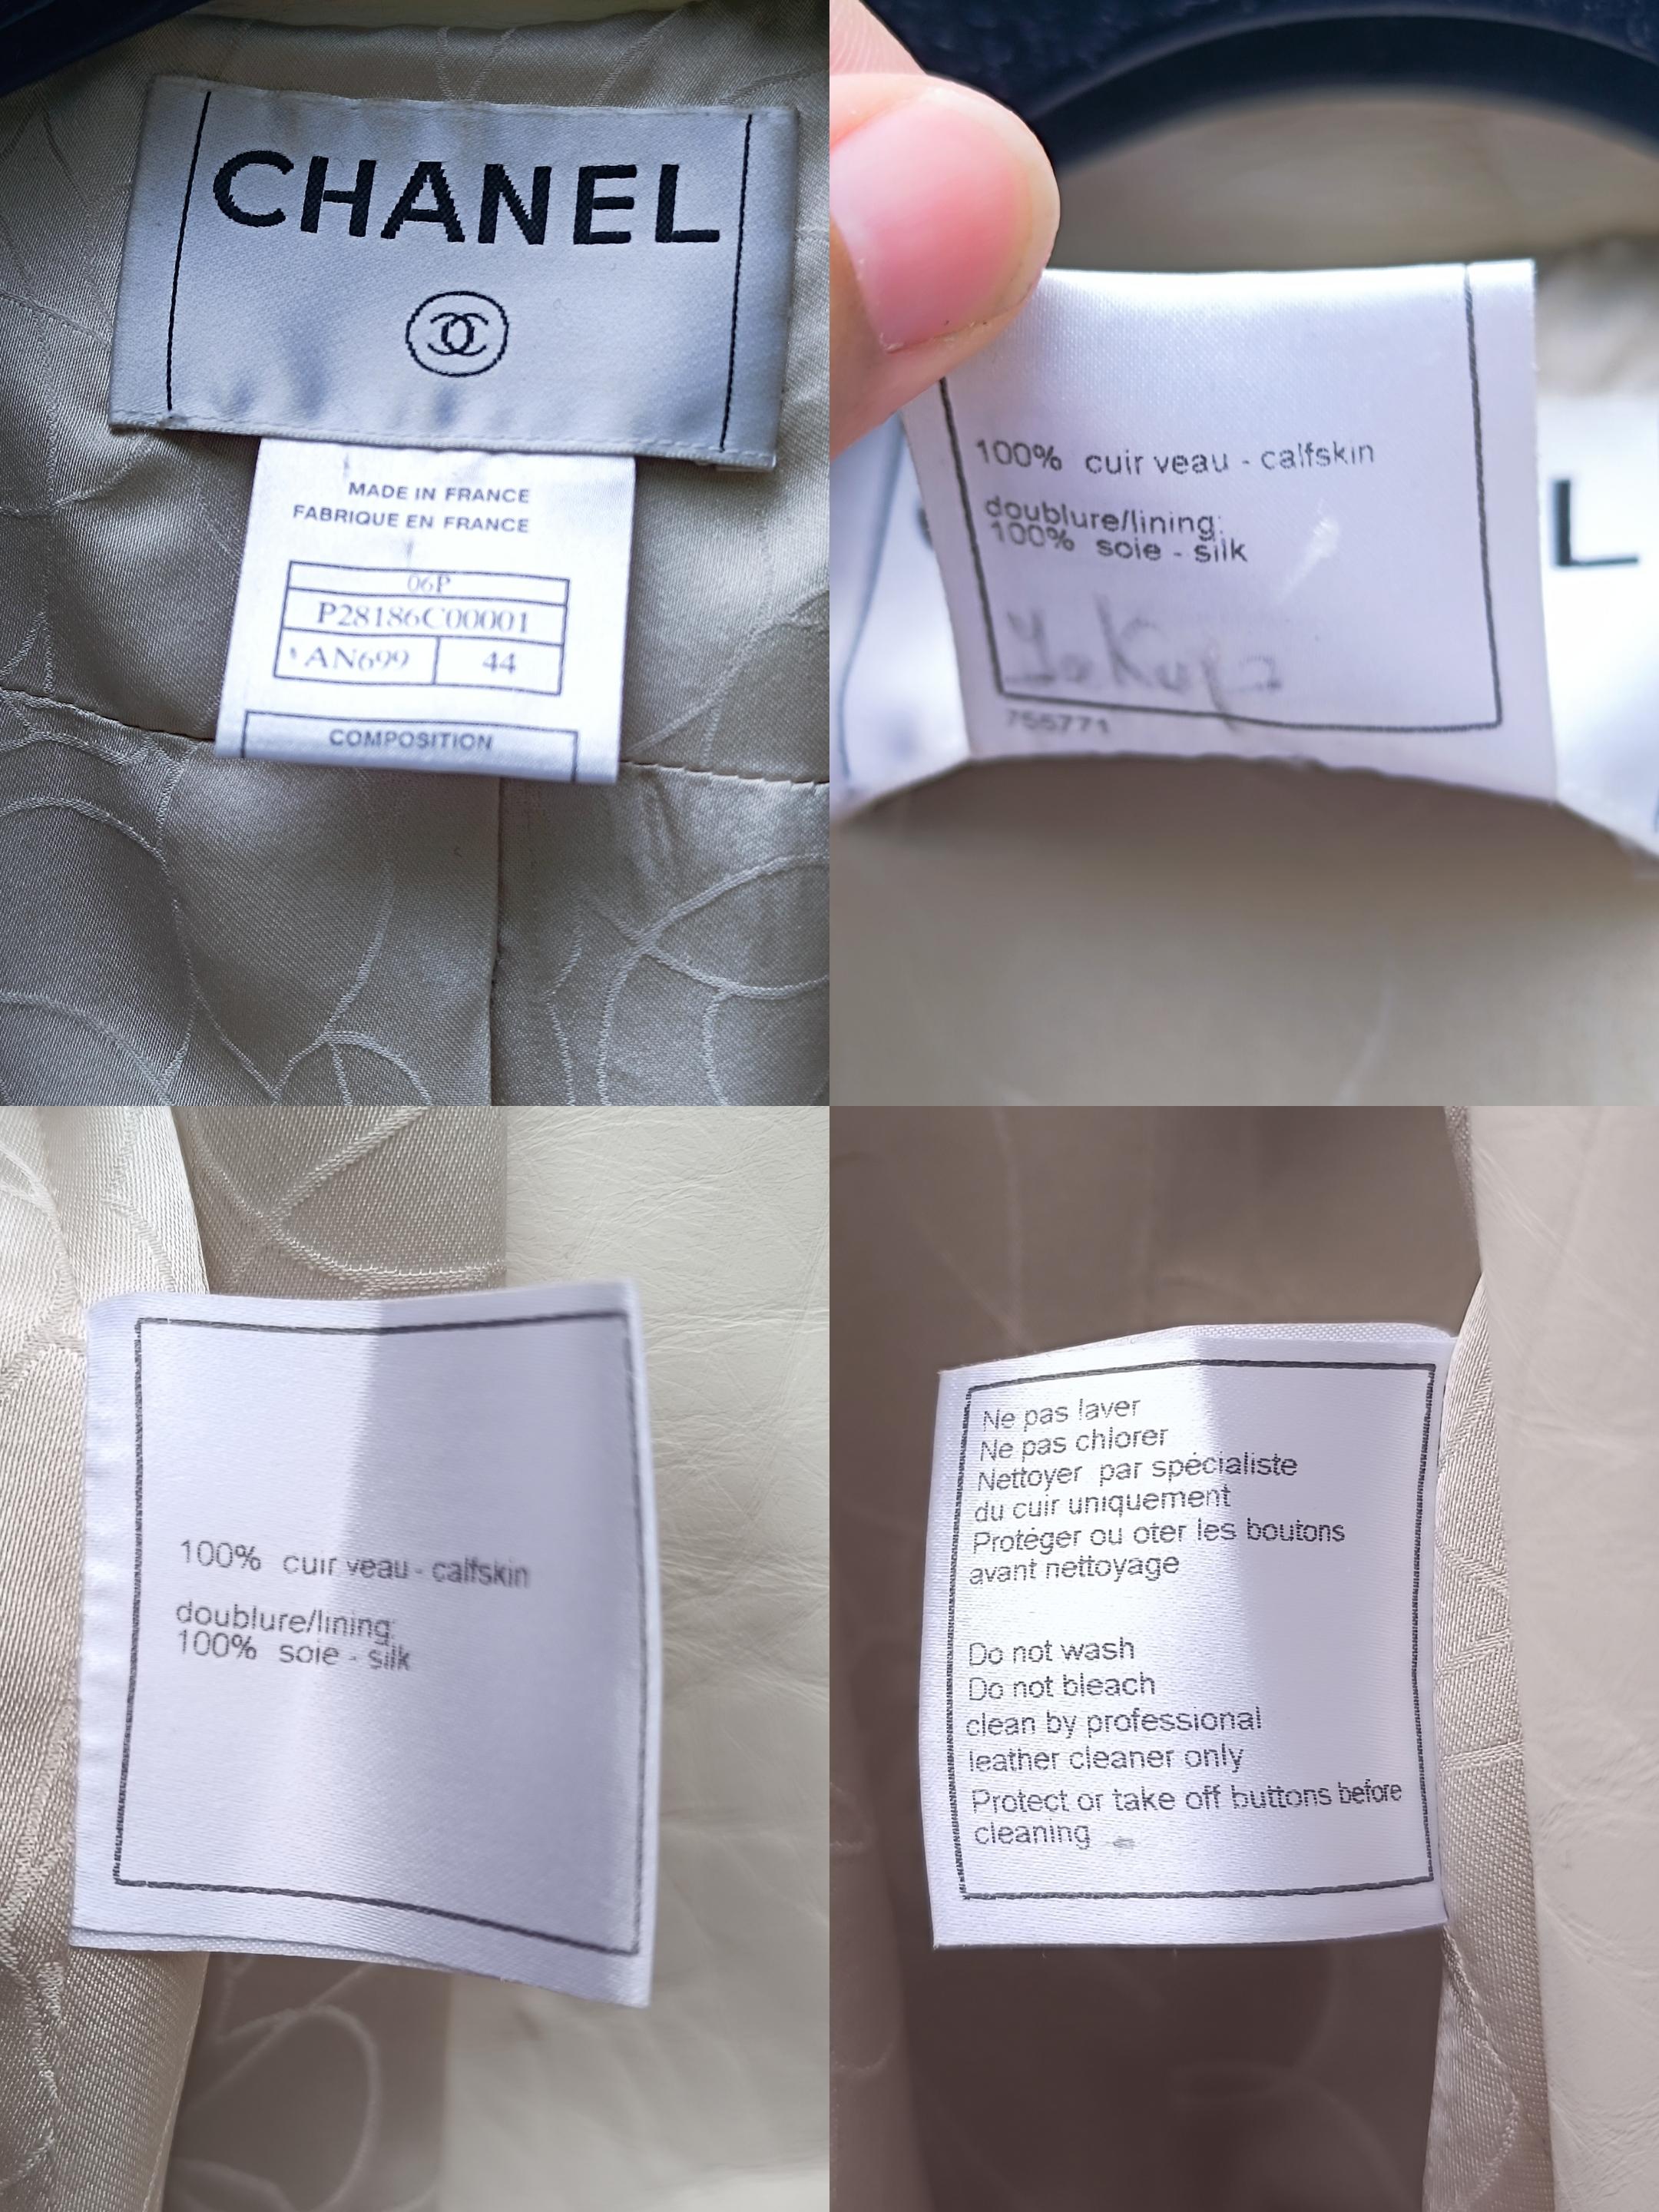 CHANEL
MADE IN FRANCE
FABRIQUE EN FRANCE
06P
P28186C00001
AN699 44
COMPOSITION
100% cuir veau - calfskin
doublure/lining:
100% soie - silk
755771
L
100% cuir veau - calfskin
doublure/lining:
100% soie - silk
Ne pas laver
Ne pas chlorer
Nettoyer par spécialiste
du cuir uniquement
Protéger ou oter les boutons
avant nettoyage
Do not wash
Do not bleach
clean by professional
leather cleaner only
Protect or take off buttons before
cleaning